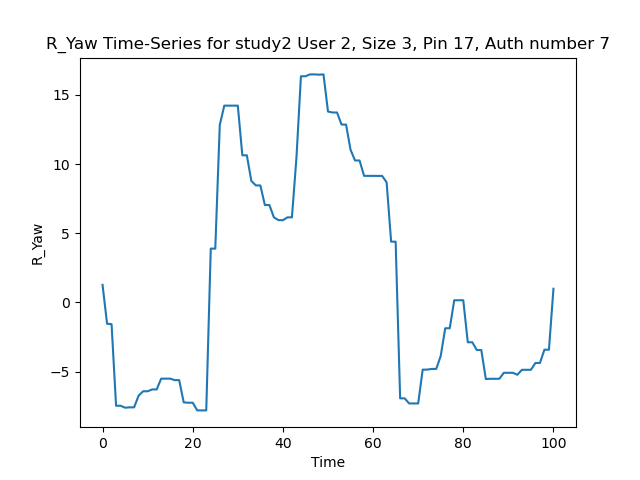 R_Yaw Time-Series for study2 User 2, Size 3, Pin 17, Auth number 7
R_Yaw
15
10
5
0
−5
0 20 40 60 80 100
Time